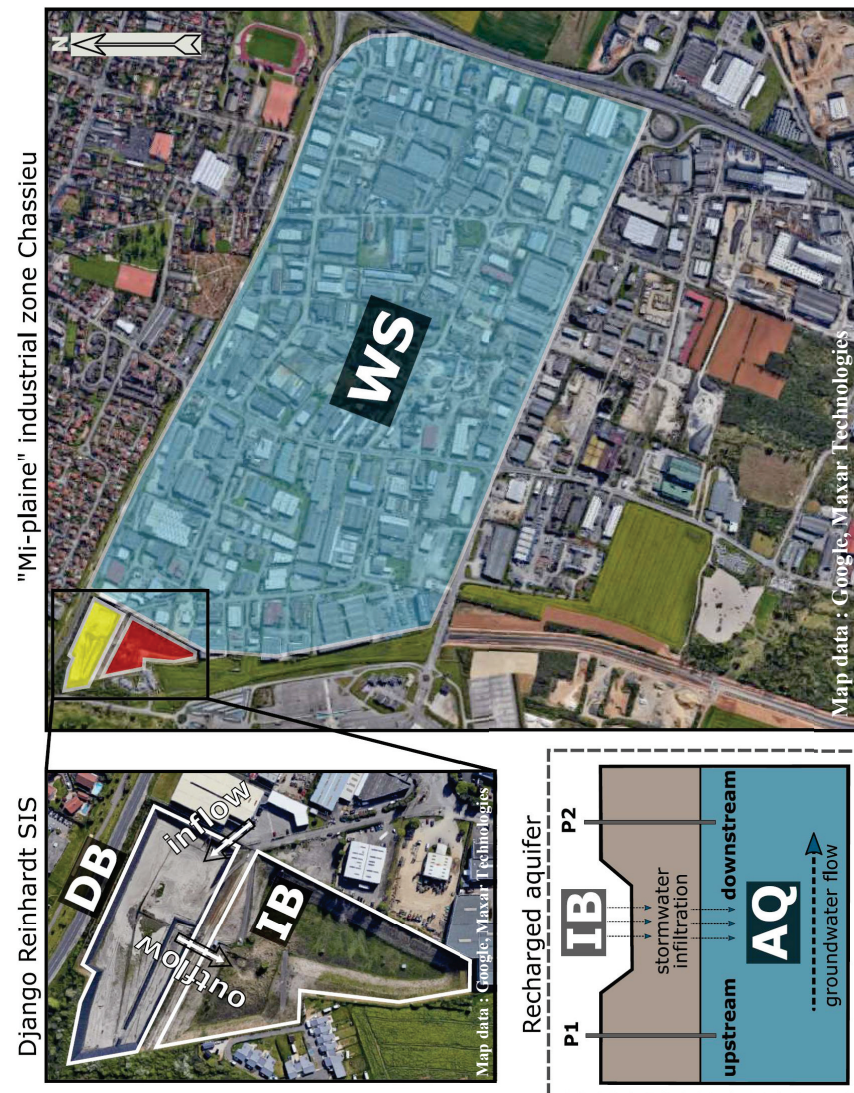 "Mi-plaine" industrial zone Chassieu
N
WS
Map data : Google, Maxar Technologies
Django Reinhardt SIS
DB
inflow
outflow
IB
Map data : Google, Maxar Technologies
Recharged aquifer
P1
IB
P2
stormwater
infiltration
upstream
downstream
AQ
groundwater flow